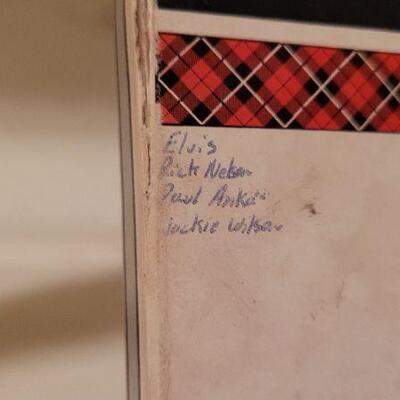 Elvis
Rick Nelson
Paul Anka
Jackie Wilson